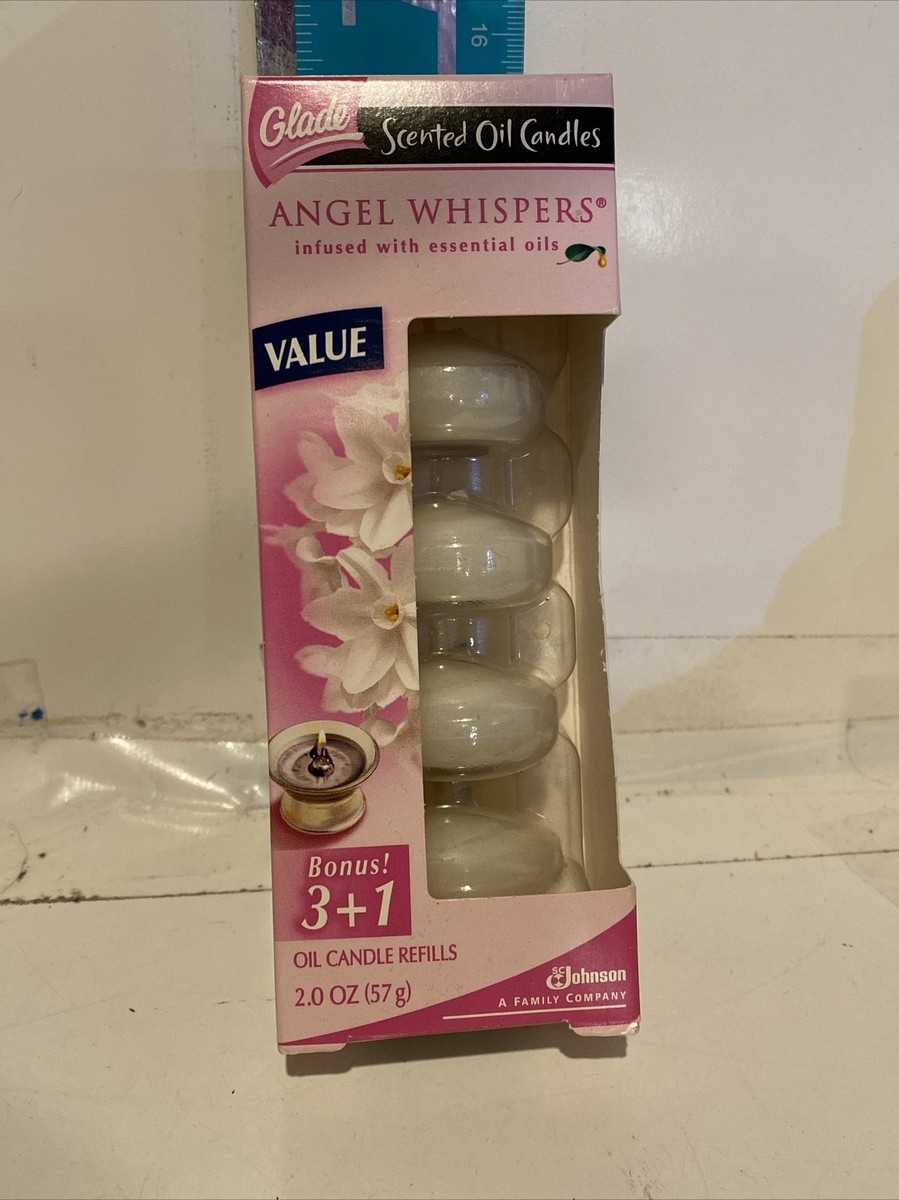 16
Glade
Scented Oil Candles
ANGEL WHISPERS®
infused with essential oils
VALUE
Bonus!
3+1
OIL CANDLE REFILLS
2.0 OZ (57 g)
SC Johnson
A FAMILY COMPANY